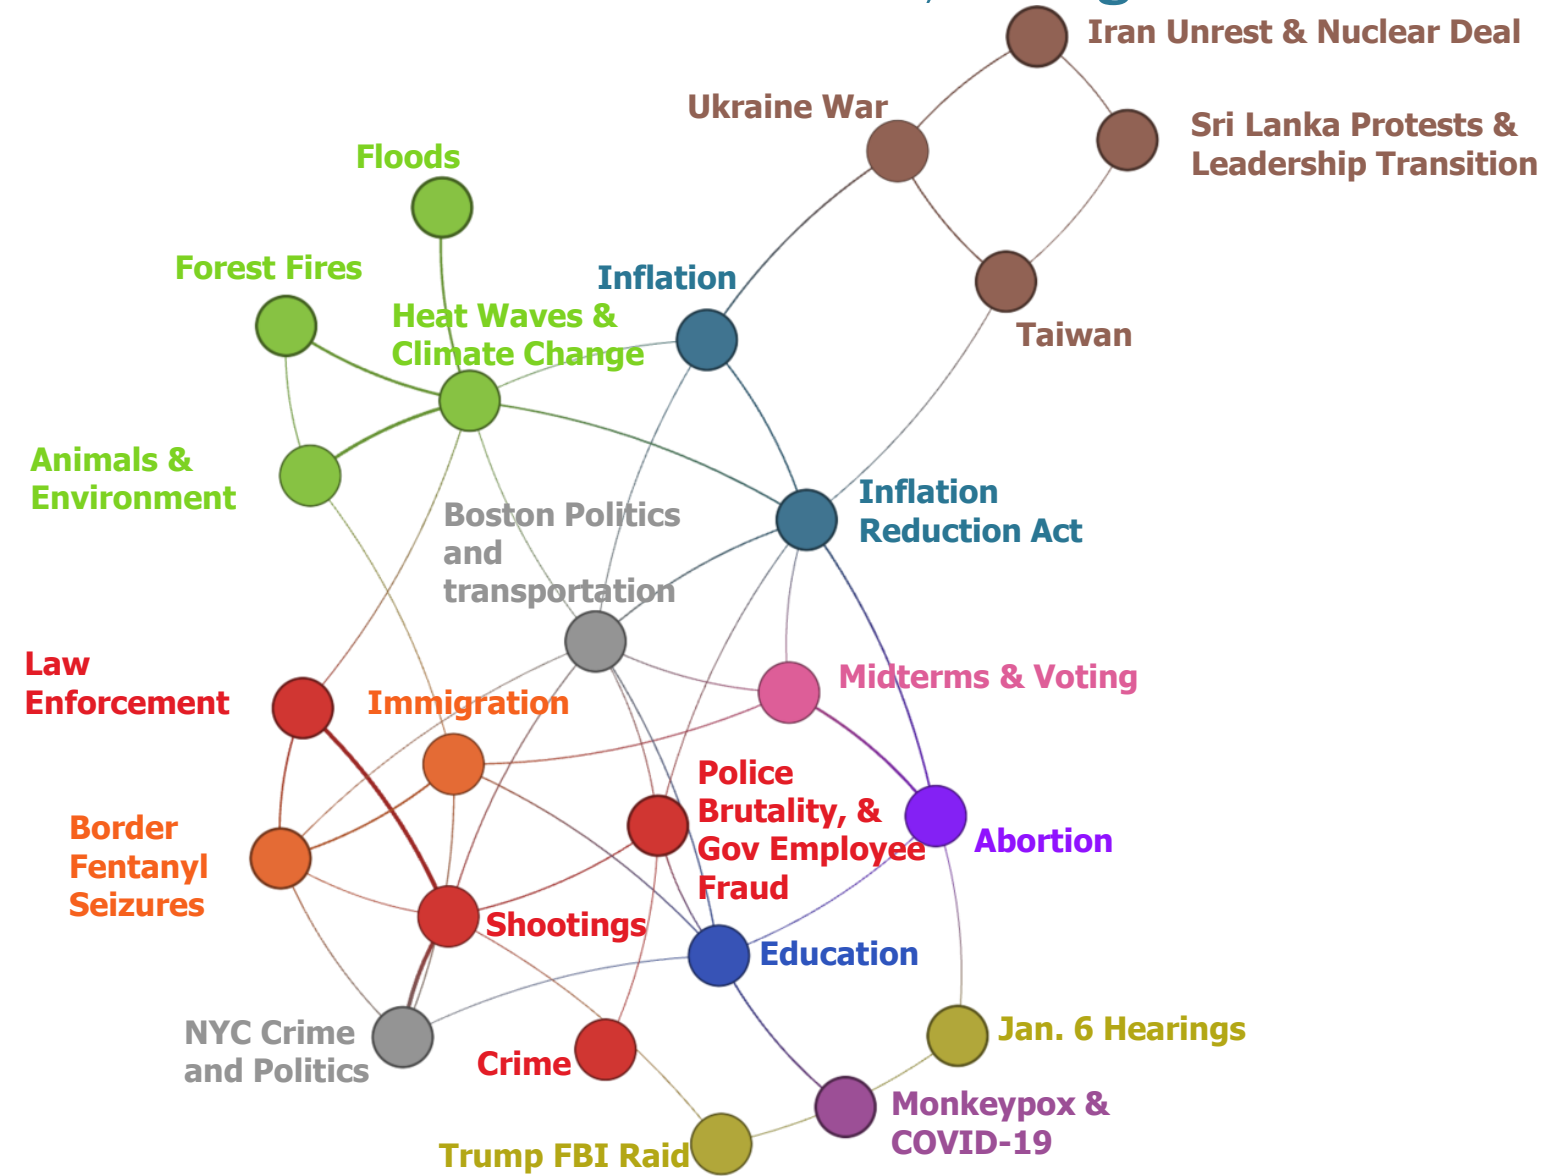 Iran Unrest & Nuclear Deal
Ukraine War
Sri Lanka Protests &
Leadership Transition
Floods
Forest Fires
Inflation
Heat Waves &
Climate Change
Taiwan
Animals &
Environment
Inflation
Reduction Act
Boston Politics
and
transportation
Law
Enforcement
Immigration
Midterms & Voting
Police
Brutality, &
Gov Employee
Fraud
Border
Fentanyl
Seizures
Abortion
Shootings
Education
NYC Crime
and Politics
Crime
Jan. 6 Hearings
Monkeypox &
COVID-19
Trump FBI Raid